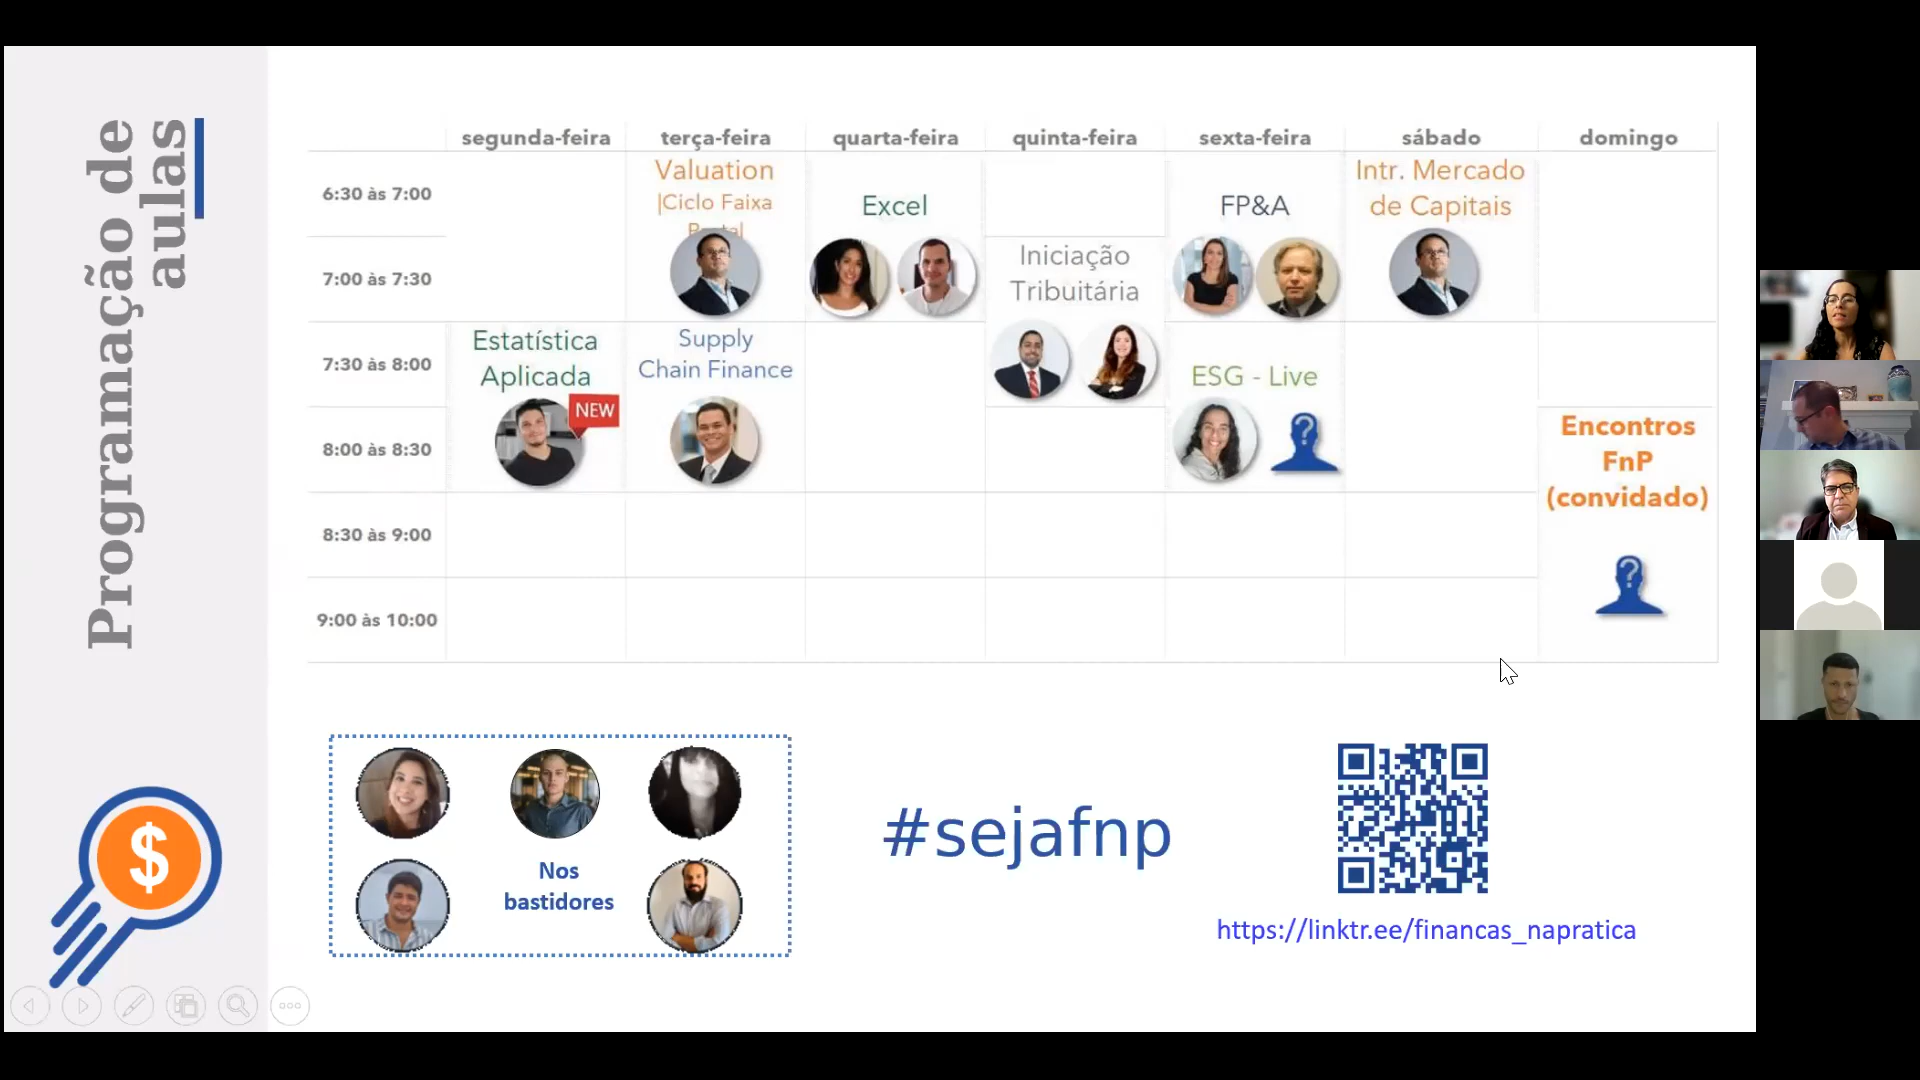 Programação de
aulas
segunda-feira
terça-feira
quarta-feira
quinta-feira
sexta-feira
sábado
domingo
6:30 às 7:00
7:00 às 7:30
7:30 às 8:00
8:00 às 8:30
8:30 às 9:00
9:00 às 10:00
Estatística
Aplicada
NEW
Valuation
|Ciclo Faixa
Supply
Chain Finance
Excel
Iniciação
Tributária
FP&A
ESG - Live
?
Intr. Mercado
de Capitais
Encontros
FnP
(convidado)
?
$
Nos
bastidores
#sejafnp
https://linktr.ee/financas_napratica